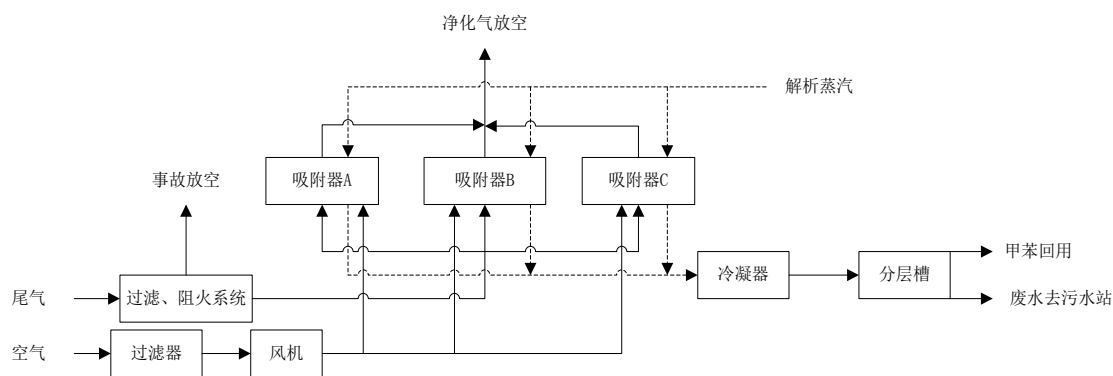 净化气放空
解析蒸汽
事故放空
吸附器A
吸附器B
吸附器C
甲苯回用
冷凝器
分层槽
尾气
过滤、阻火系统
废水去污水站
空气
过滤器
风机